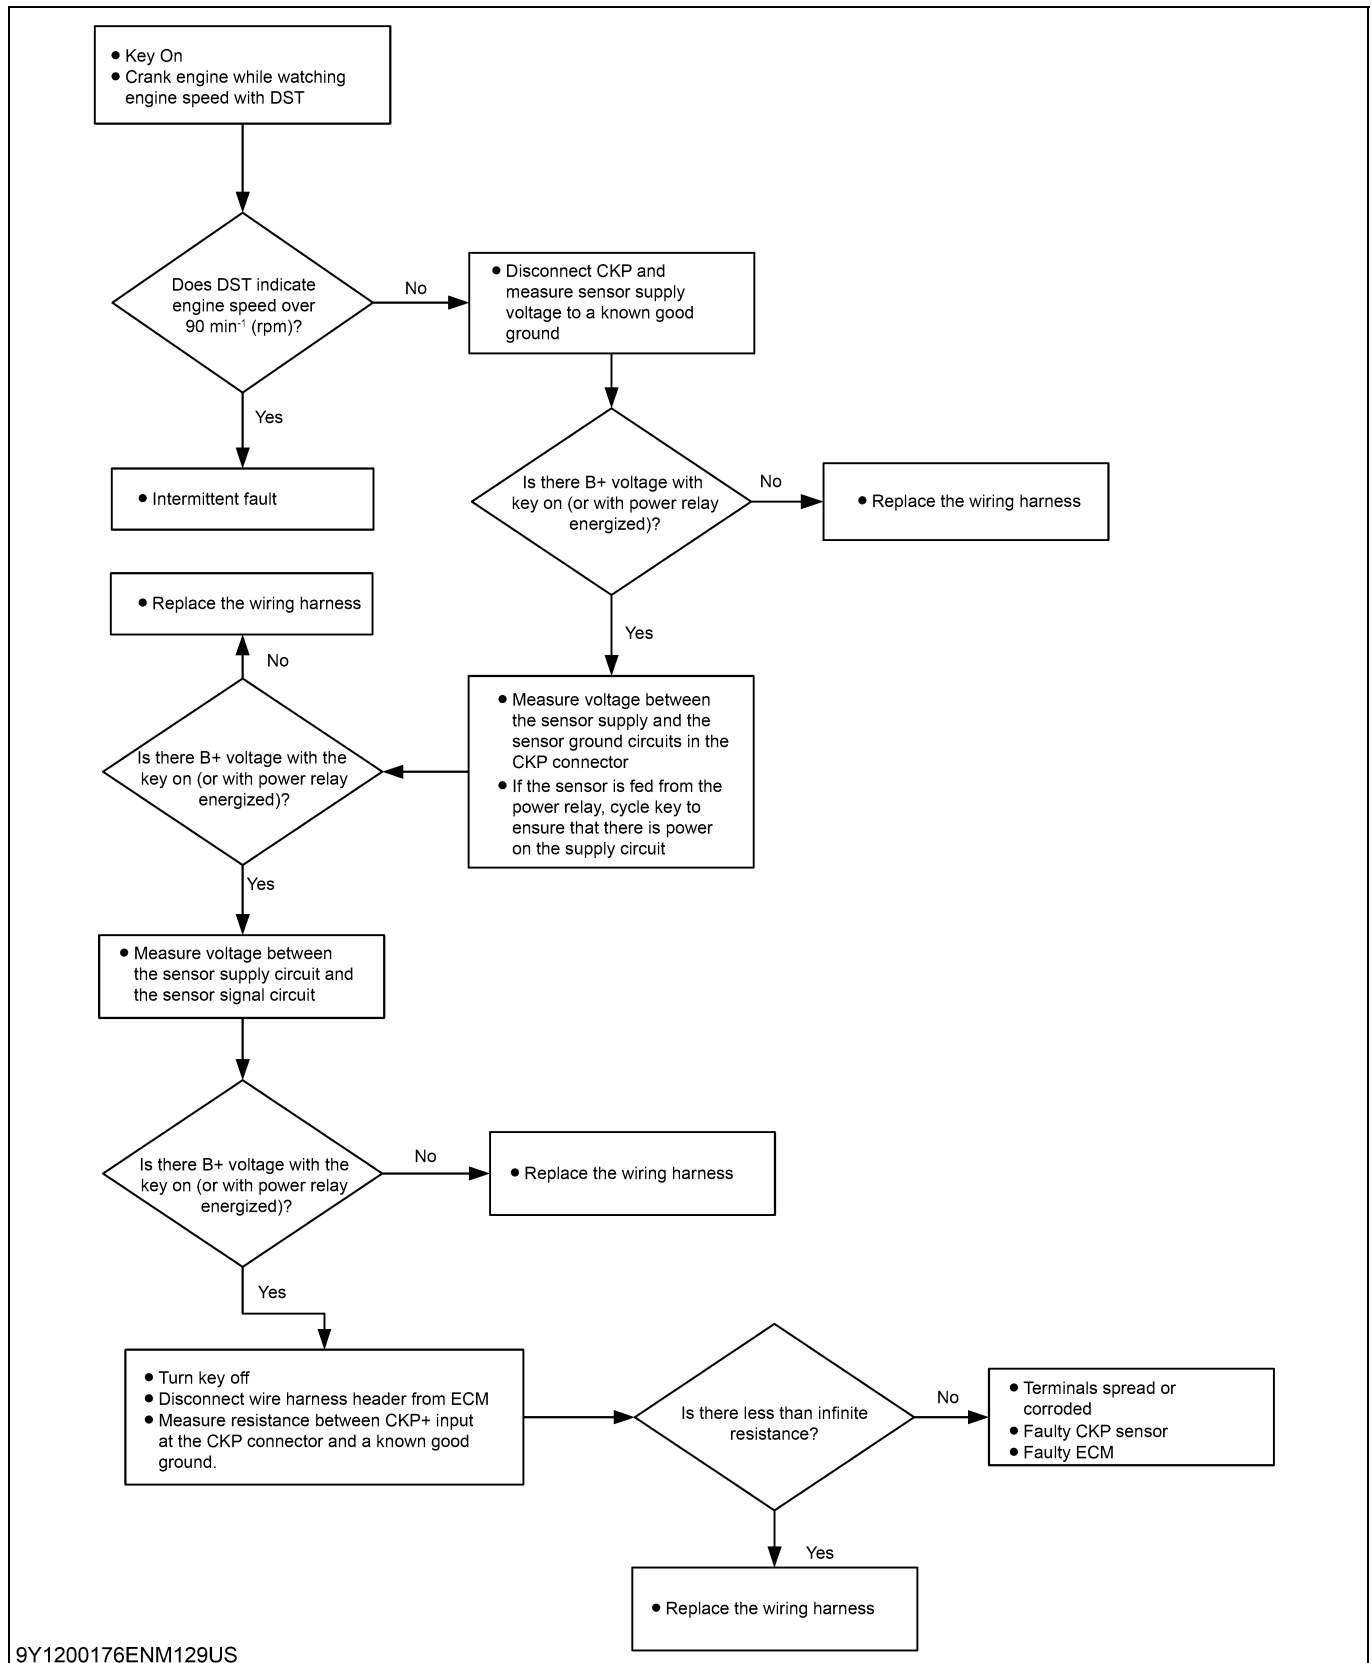 ● Key On
● Crank engine while watching
engine speed with DST
Does DST indicate
engine speed over
90 min⁻¹ (rpm)?
No
● Disconnect CKP and
measure sensor supply
voltage to a known good
ground
Yes
● Intermittent fault
Is there B+ voltage with
key on (or with power relay
energized)?
No
● Replace the wiring harness
Yes
● Measure voltage between
the sensor supply and the
sensor ground circuits in the
CKP connector
● If the sensor is fed from the
power relay, cycle key to
ensure that there is power
on the supply circuit
● Replace the wiring harness
No
Is there B+ voltage with the
key on (or with power relay
energized)?
Yes
● Measure voltage between
the sensor supply circuit and
the sensor signal circuit
Is there B+ voltage with the
key on (or with power relay
energized)?
No
● Replace the wiring harness
Yes
● Turn key off
● Disconnect wire harness header from ECM
● Measure resistance between CKP+ input
at the CKP connector and a known good
ground.
Is there less than infinite
resistance?
No
● Terminals spread or
corroded
● Faulty CKP sensor
● Faulty ECM
Yes
● Replace the wiring harness
9Y1200176ENM129US